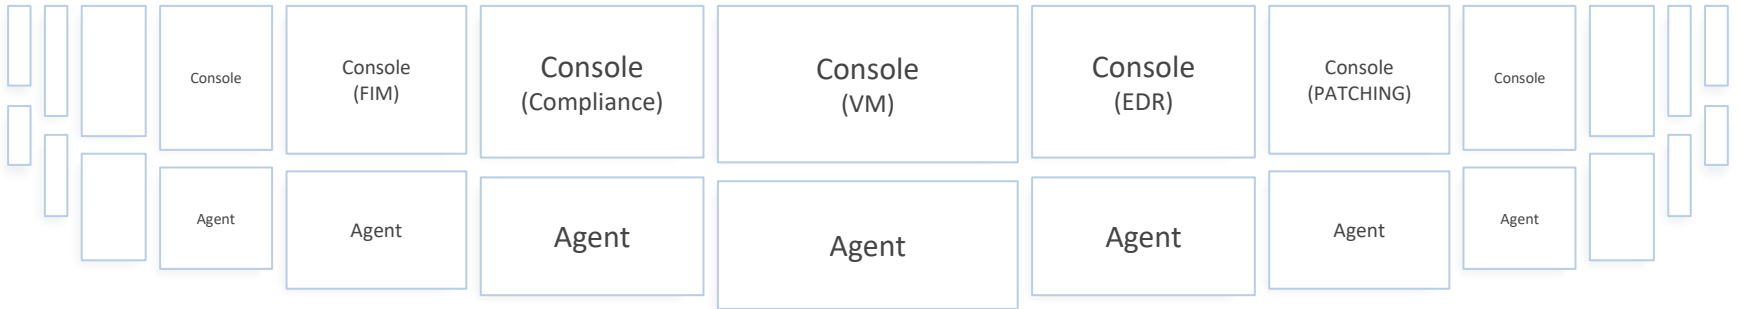 Console
Console
(FIM)
Console
(Compliance)
Console
(VM)
Console
(EDR)
Console
(PATCHING)
Console
Agent
Agent
Agent
Agent
Agent
Agent
Agent